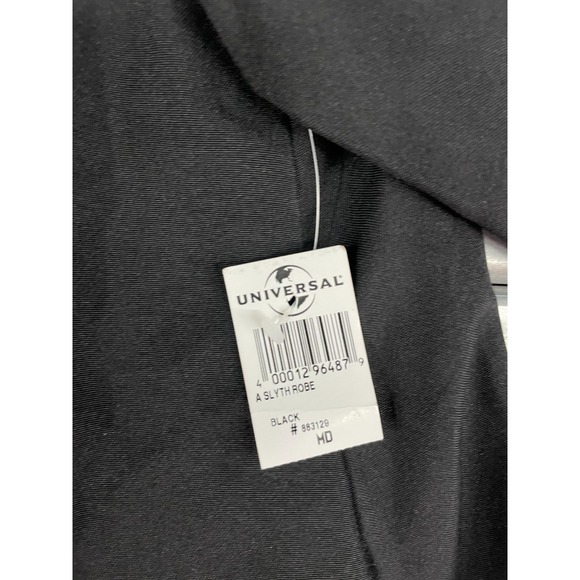 UNIVERSAL
4 00012 96487 9
A SLYTH ROBE
BLACK
# 883129
MD